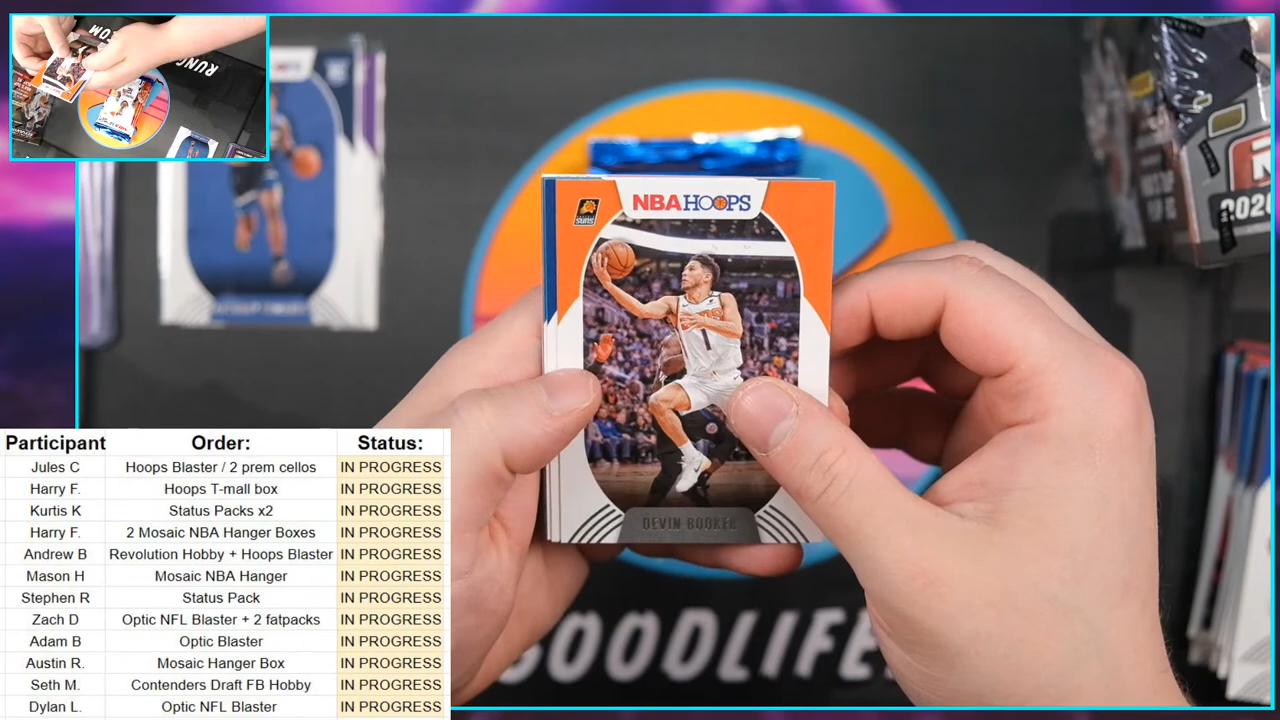 COM
RUNG
SUNS
NBA HOOPS
DEVIN BOOKER
2020
GOODLIFE
Participant Order: Status:
Jules C Hoops Blaster / 2 prem cellos IN PROGRESS
Harry F. Hoops T-mall box IN PROGRESS
Kurtis K Status Packs x2 IN PROGRESS
Harry F. 2 Mosaic NBA Hanger Boxes IN PROGRESS
Andrew B Revolution Hobby + Hoops Blaster IN PROGRESS
Mason H Mosaic NBA Hanger IN PROGRESS
Stephen R Status Pack IN PROGRESS
Zach D Optic NFL Blaster + 2 fatpacks IN PROGRESS
Adam B Optic Blaster IN PROGRESS
Austin R. Mosaic Hanger Box IN PROGRESS
Seth M. Contenders Draft FB Hobby IN PROGRESS
Dylan L. Optic NFL Blaster IN PROGRESS